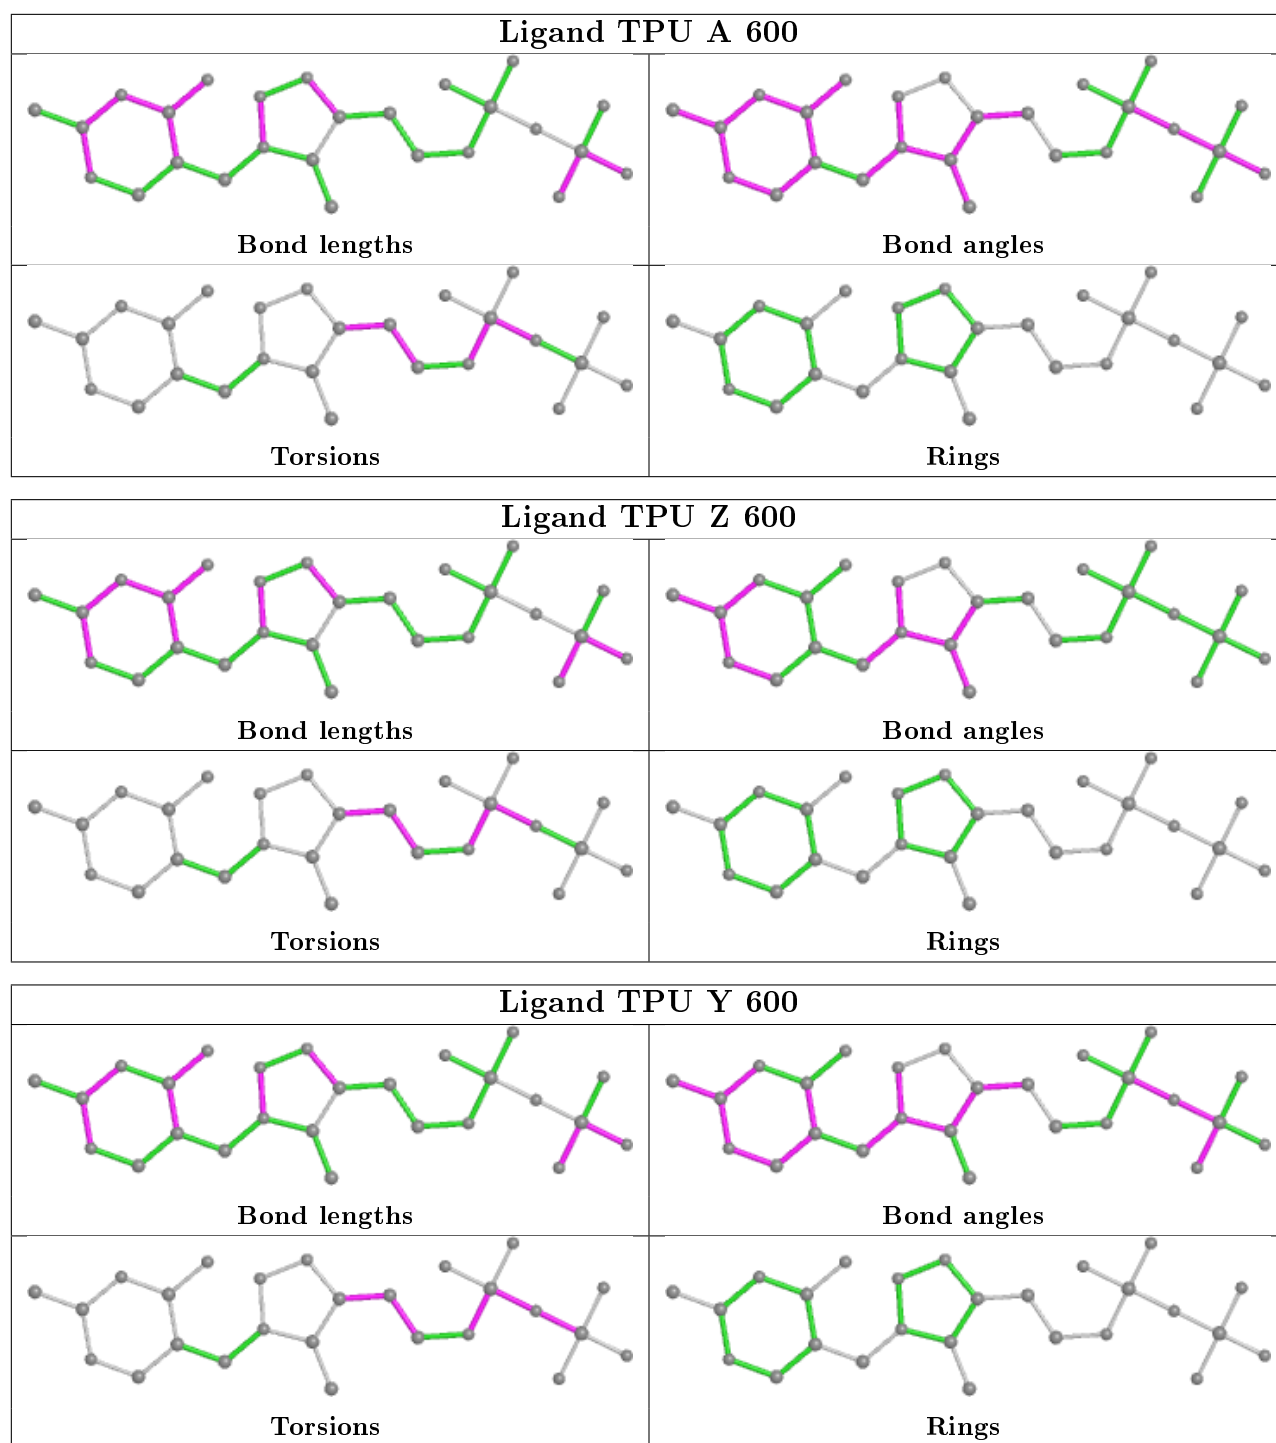 Ligand TPU A 600
Bond lengths
Bond angles
Torsions
Rings
Ligand TPU Z 600
Bond lengths
Bond angles
Torsions
Rings
Ligand TPU Y 600
Bond lengths
Bond angles
Torsions
Rings